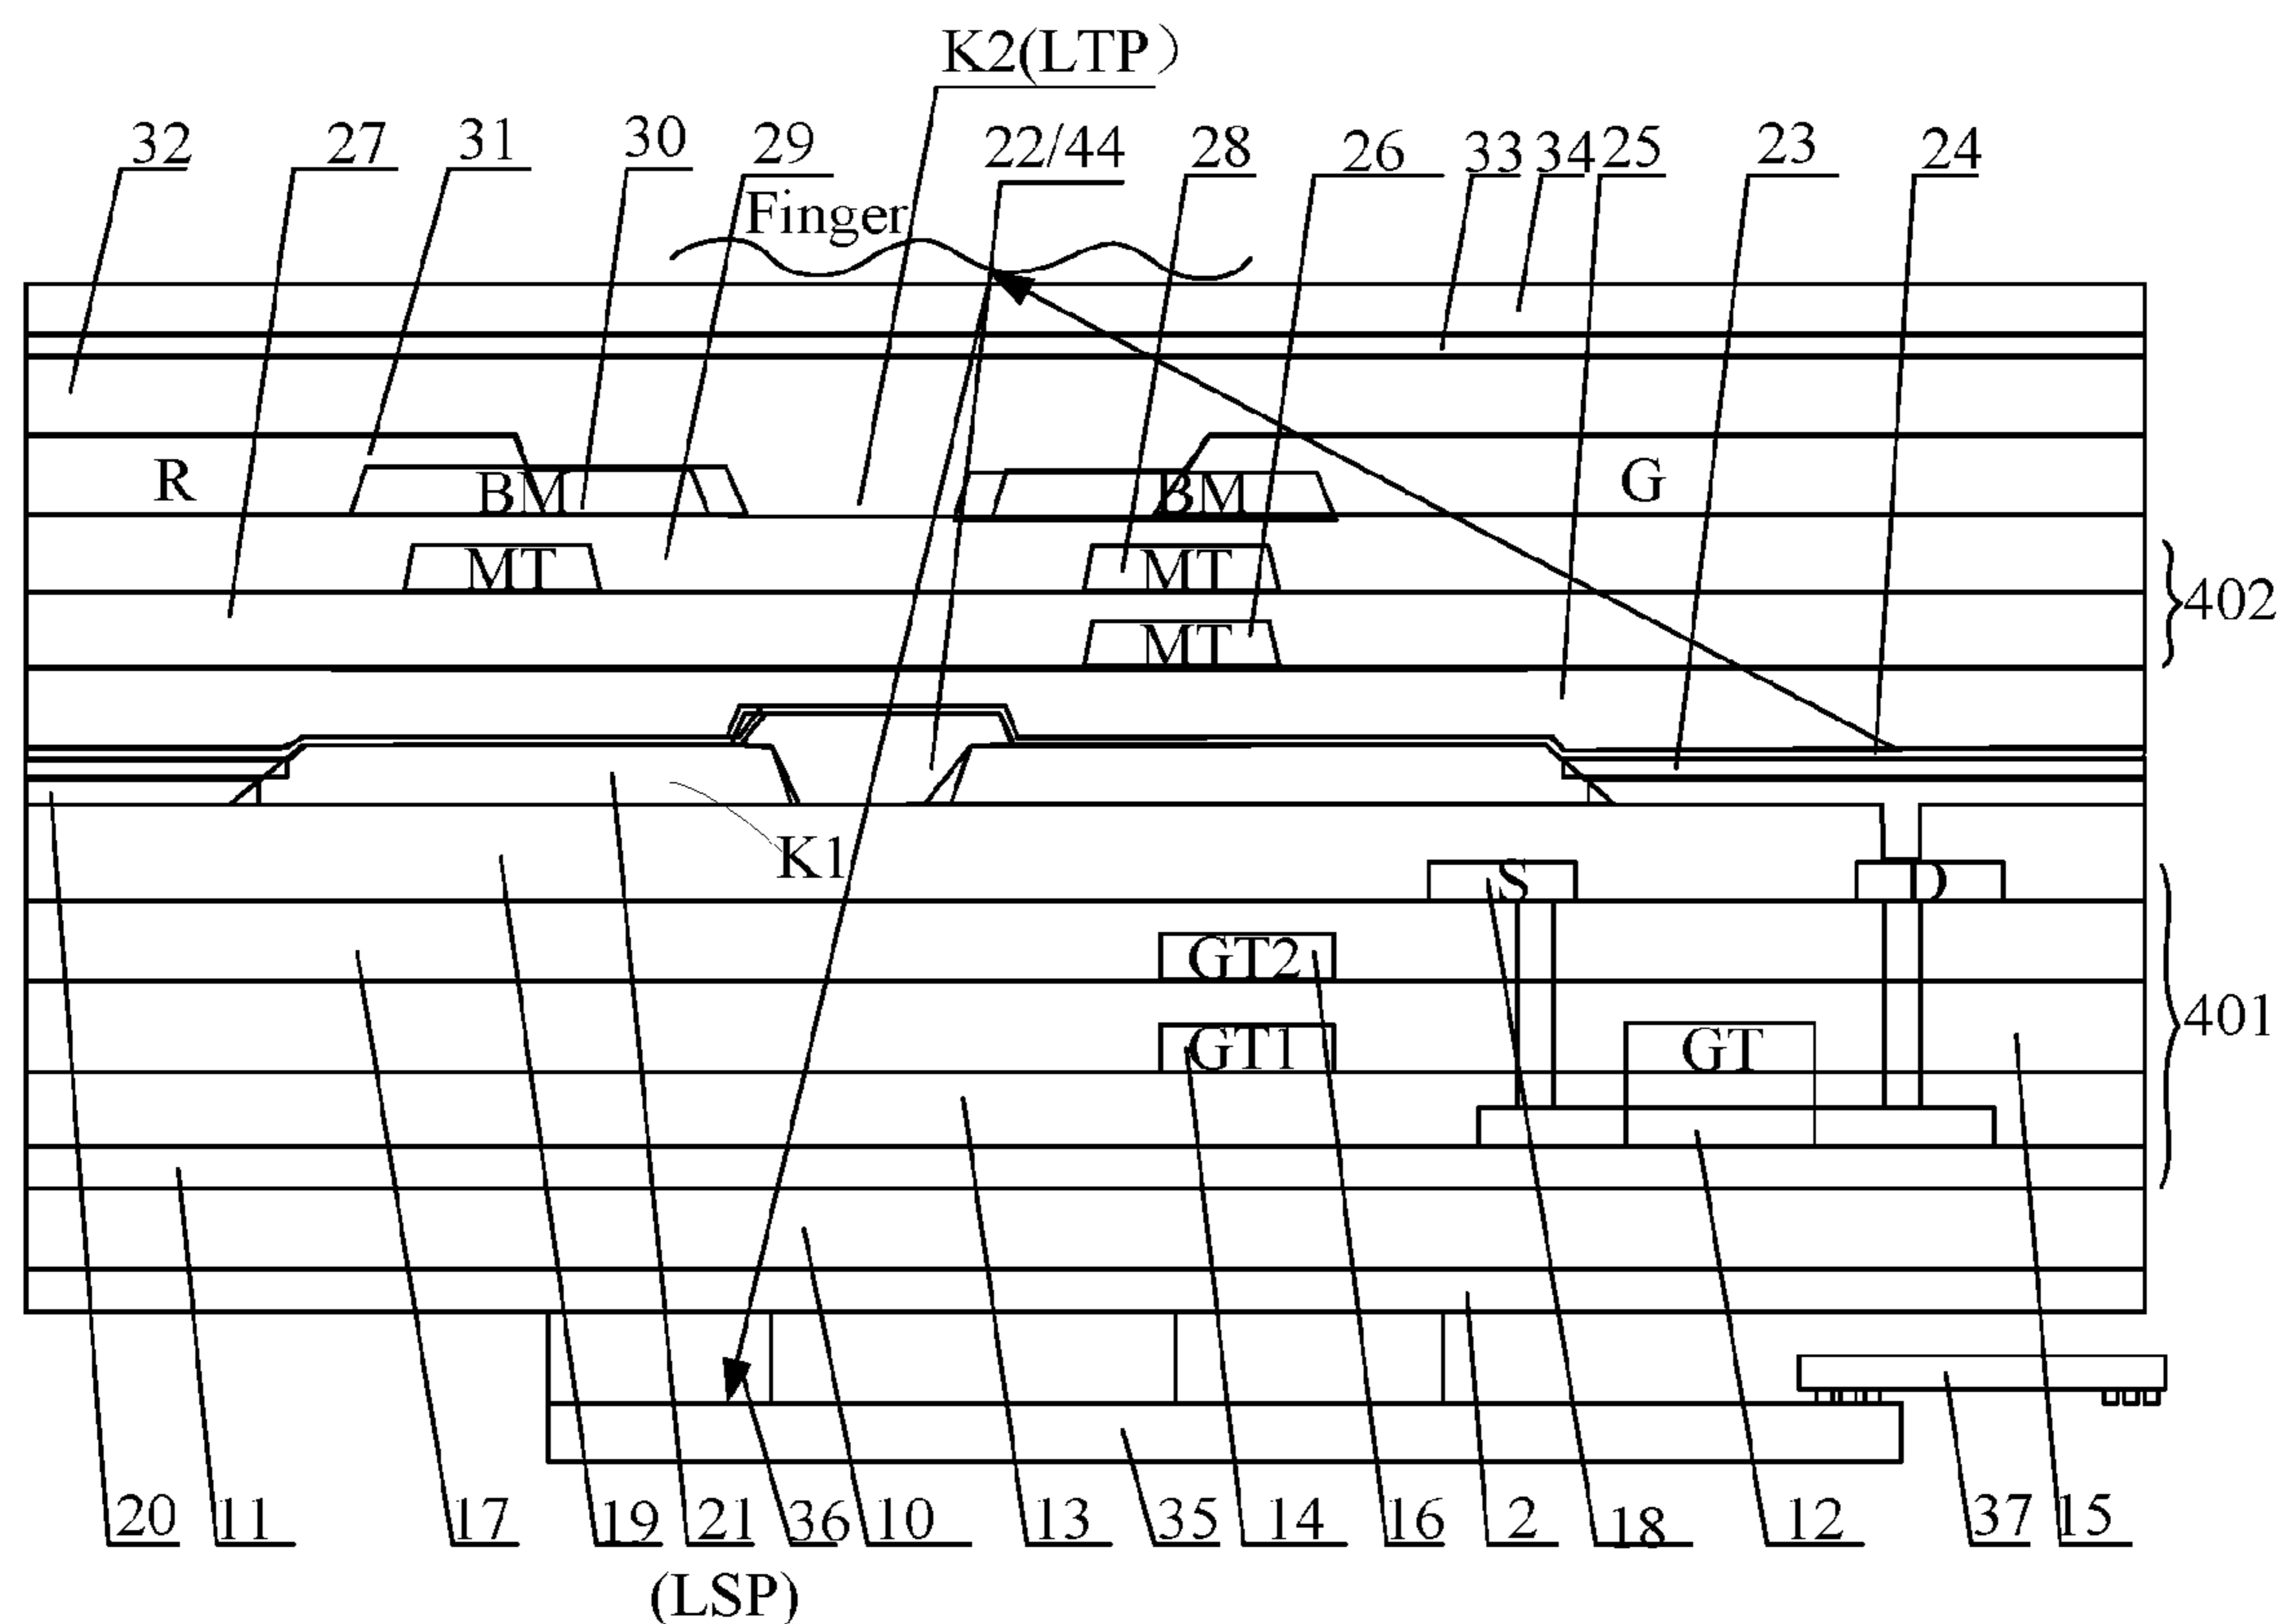 K2(LTP)
32 27 31 30 29 22/44 28 26 33 34 25 23 24
Finger
R BM BM G
MT MT
402
MT
K1
S D
GT2
GT1 GT
401
20 11 17 19 21 36 10 13 35 14 16 2 18 12 37 15
(LSP)